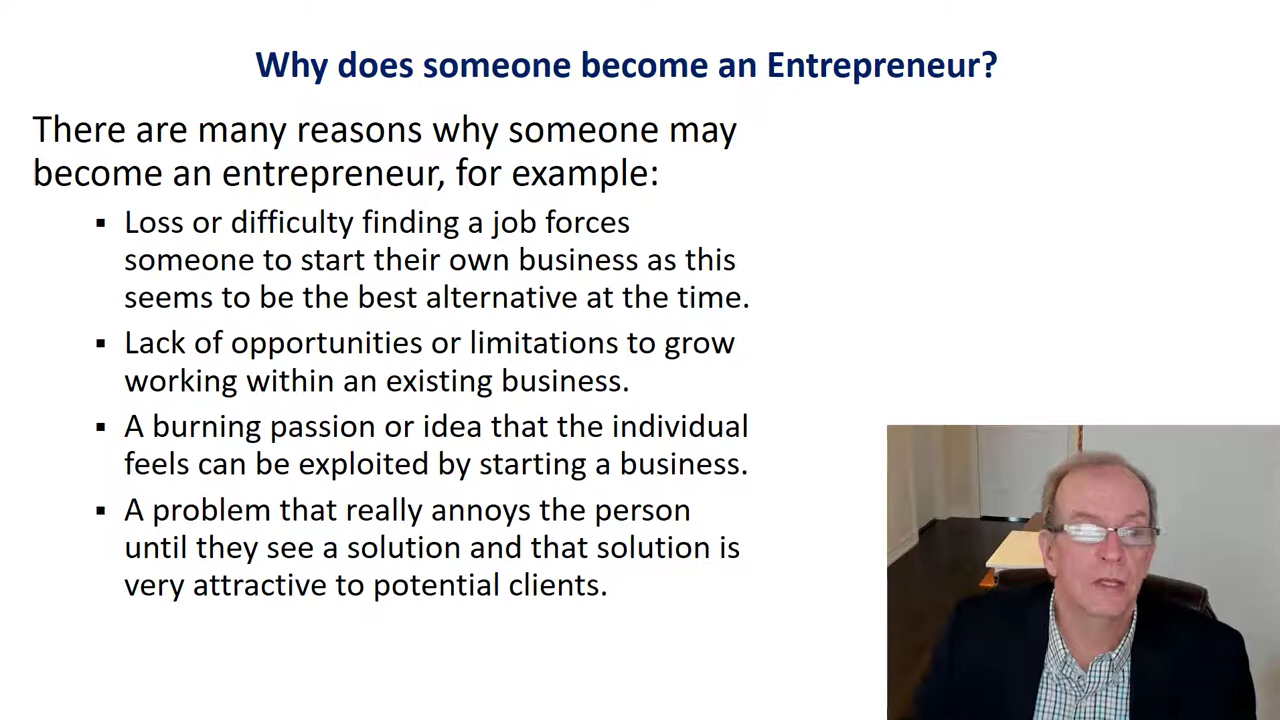 Why does someone become an Entrepreneur?
There are many reasons why someone may
become an entrepreneur, for example:
▪ Loss or difficulty finding a job forces
someone to start their own business as this
seems to be the best alternative at the time.
▪ Lack of opportunities or limitations to grow
working within an existing business.
▪ A burning passion or idea that the individual
feels can be exploited by starting a business.
▪ A problem that really annoys the person
until they see a solution and that solution is
very attractive to potential clients.